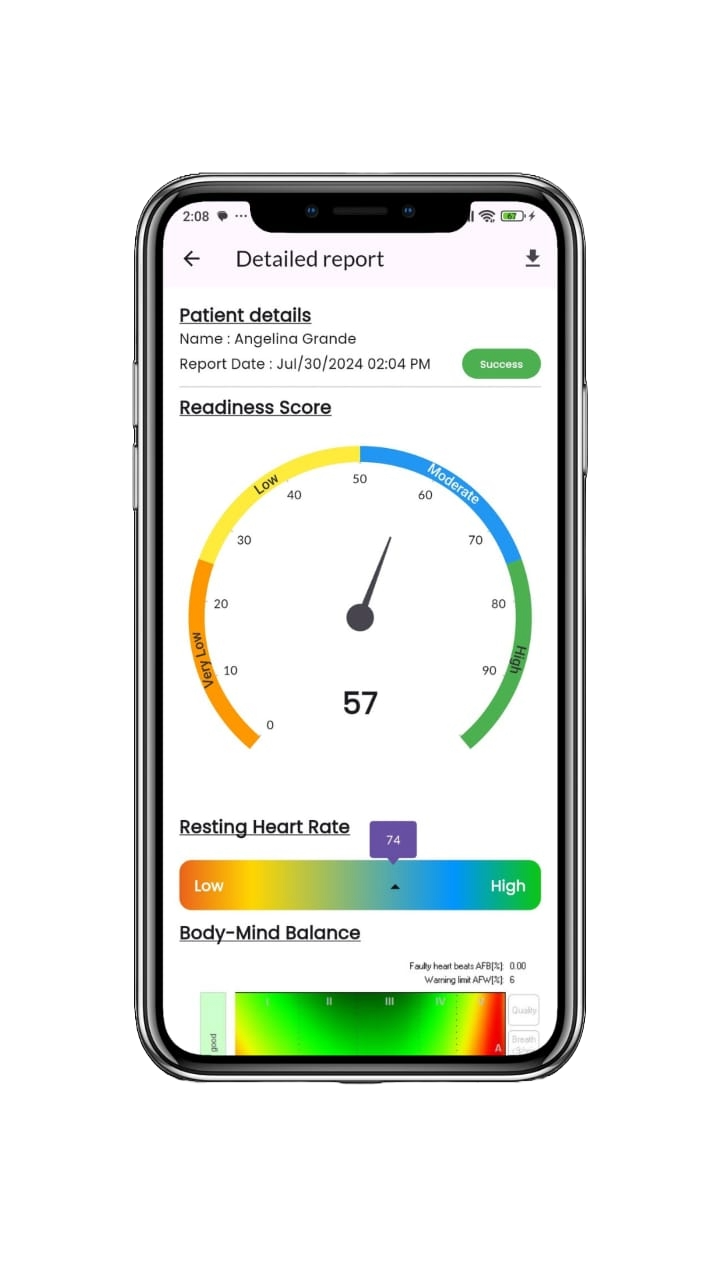 2:08 ...
67
Detailed report
Patient details
Name : Angelina Grande
Report Date : Jul/30/2024 02:04 PM
Success
Readiness Score
Very Low
Low
Moderate
High
0
10
20
30
40
50
60
70
80
90
57
Resting Heart Rate
74
Low
High
Body-Mind Balance
Faulty heart beats AFB[%]: 0.00
Warning limit AFW[%]: 6
I II III IV V
good
Quality
Breath
A